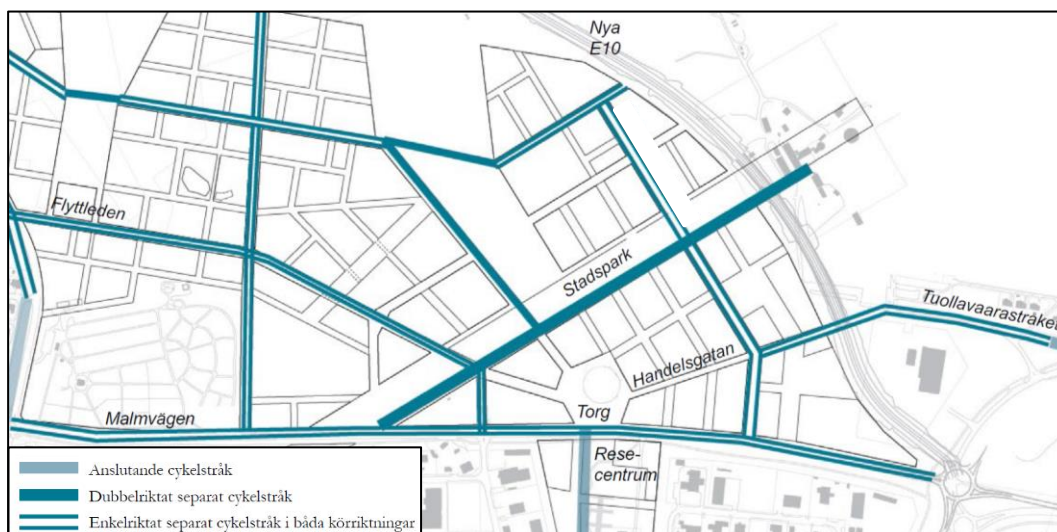 Nya
E10
Flyttleden
Stadspark
Tuollavaarastråket
Handelsgatan
Malmvägen
Torg
Rese-
centrum
Anslutande cykelstråk
Dubbelriktat separat cykelstråk
Enkelriktat separat cykelstråk i båda körriktningar